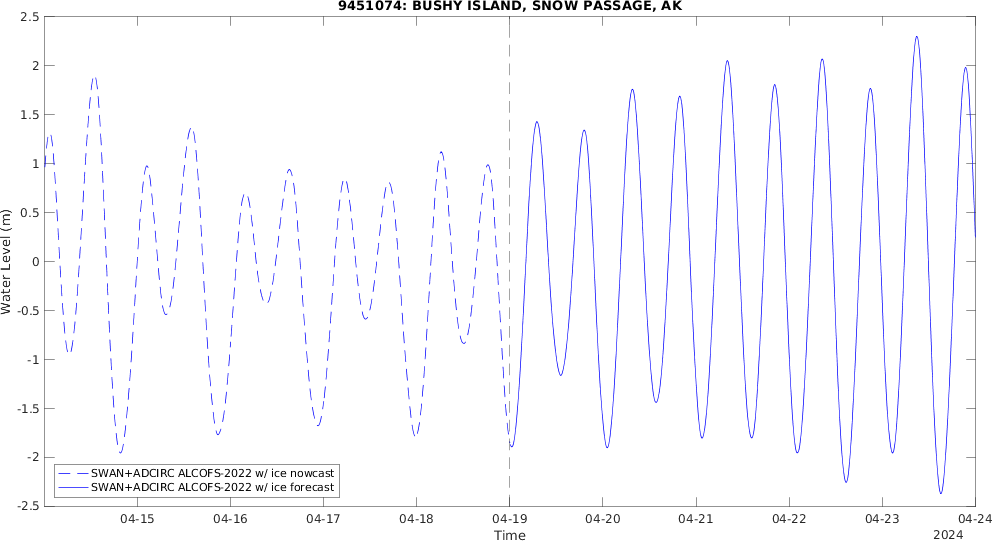 9451074: BUSHY ISLAND, SNOW PASSAGE, AK
2.5
2
1.5
1
0.5
0
-0.5
-1
-1.5
-2
-2.5
Water Level (m)
SWAN+ADCIRC ALCOFS-2022 w/ ice nowcast
SWAN+ADCIRC ALCOFS-2022 w/ ice forecast
04-15 04-16 04-17 04-18 04-19 04-20 04-21 04-22 04-23 04-24
Time
2024